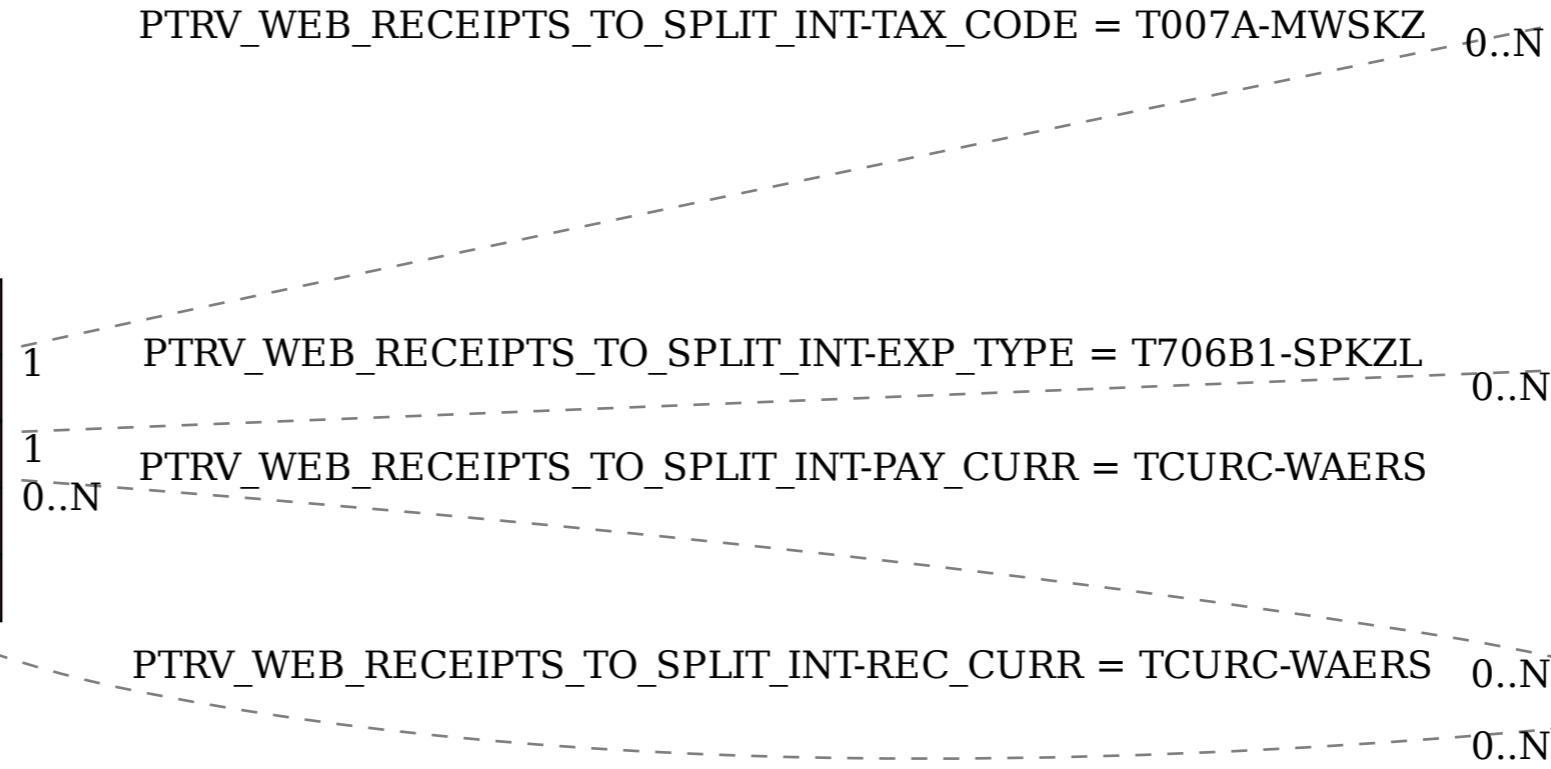 PTRV_WEB_RECEIPTS_TO_SPLIT_INT-TAX_CODE = T007A-MWSKZ
0..N
1
PTRV_WEB_RECEIPTS_TO_SPLIT_INT-EXP_TYPE = T706B1-SPKZL
0..N
1
PTRV_WEB_RECEIPTS_TO_SPLIT_INT-PAY_CURR = TCURC-WAERS
0..N
PTRV_WEB_RECEIPTS_TO_SPLIT_INT-REC_CURR = TCURC-WAERS
0..N
0..N